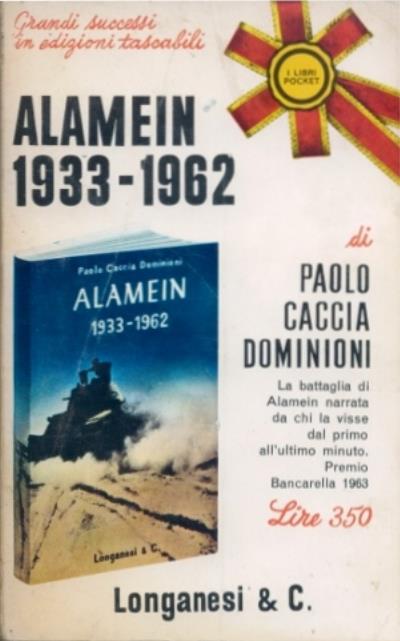 Grandi successi
in edizioni tascabili
I LIBRI
POCKET
ALAMEIN
1933-1962
di
PAOLO
CACCIA
DOMINIONI
La battaglia di
Alamein narrata
da chi la visse
dal primo
all'ultimo minuto.
Premio
Bancarella 1963
Lire 350
Paolo Caccia Dominioni
ALAMEIN
1933-1962
Longanesi & C.
Longanesi & C.